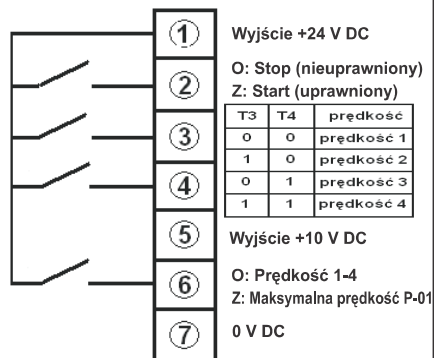 1 Wyjście +24 V DC
O: Stop (nieuprawniony)
2 Z: Start (uprawniony)
T3 T4 prędkość
0 0 prędkość 1
3 1 0 prędkość 2
0 1 prędkość 3
4 1 1 prędkość 4
5 Wyjście +10 V DC
O: Prędkość 1-4
6 Z: Maksymalna prędkość P-01
7 0 V DC